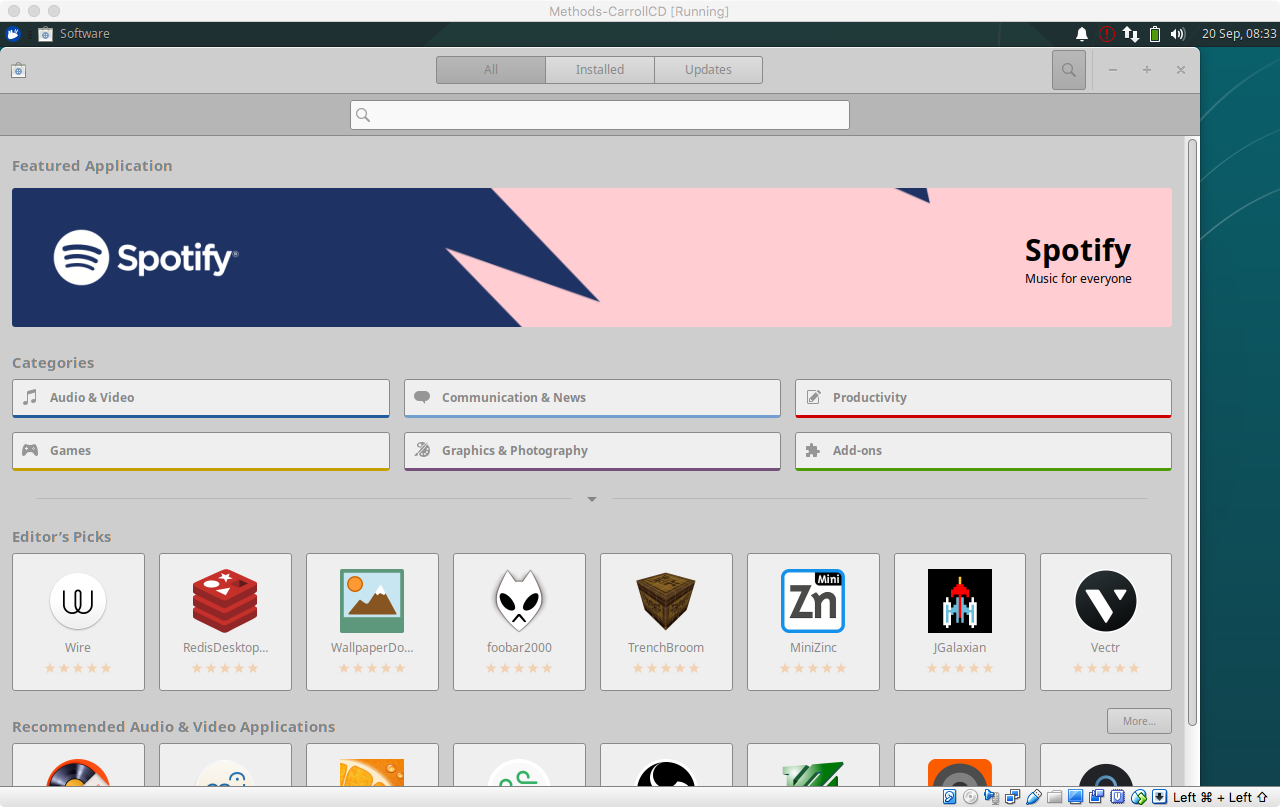 Methods-CarrollCD [Running]
Software
20 Sep, 08:33
All
Installed
Updates
Featured Application
Spotify®
Spotify
Music for everyone
Categories
Audio & Video
Communication & News
Productivity
Games
Graphics & Photography
Add-ons
Editor’s Picks
Mini
Zn
Wire
RedisDesktop...
WallpaperDo...
foobar2000
TrenchBroom
MiniZinc
JGalaxian
Vectr
Recommended Audio & Video Applications
More...
Left ⌘ + Left ⇧